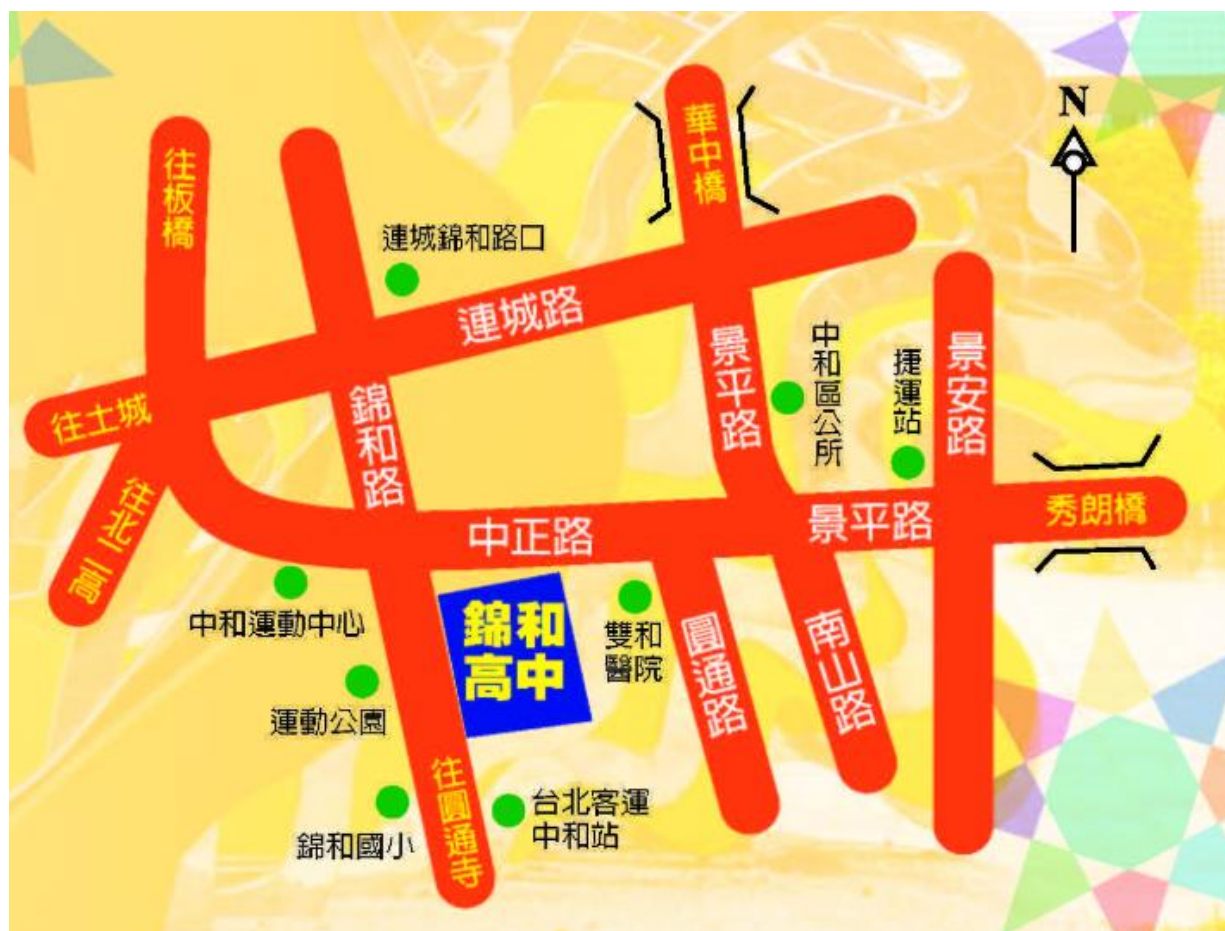 N
華中橋
往板橋
連城錦和路口
連城路
景平路
中和區公所
捷運站
景安路
往土城
錦和路
往北二高
中正路
景平路
秀朗橋
中和運動中心
錦和
高中
雙和
醫院
圓通路
南山路
運動公園
往圓通寺
台北客運
中和站
錦和國小